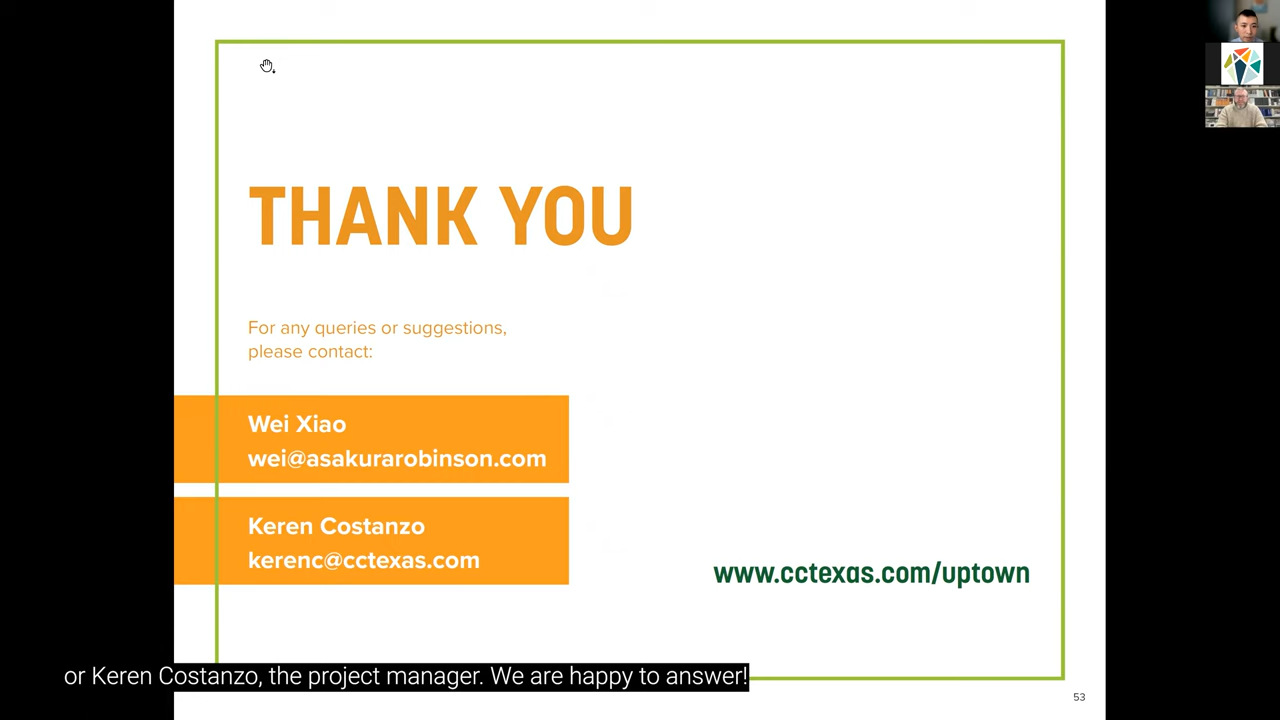 THANK YOU
For any queries or suggestions,
please contact:
Wei Xiao
wei@asakurarobinson.com
Keren Costanzo
kerenc@cctexas.com
www.cctexas.com/uptown
or Keren Costanzo, the project manager. We are happy to answer!
53